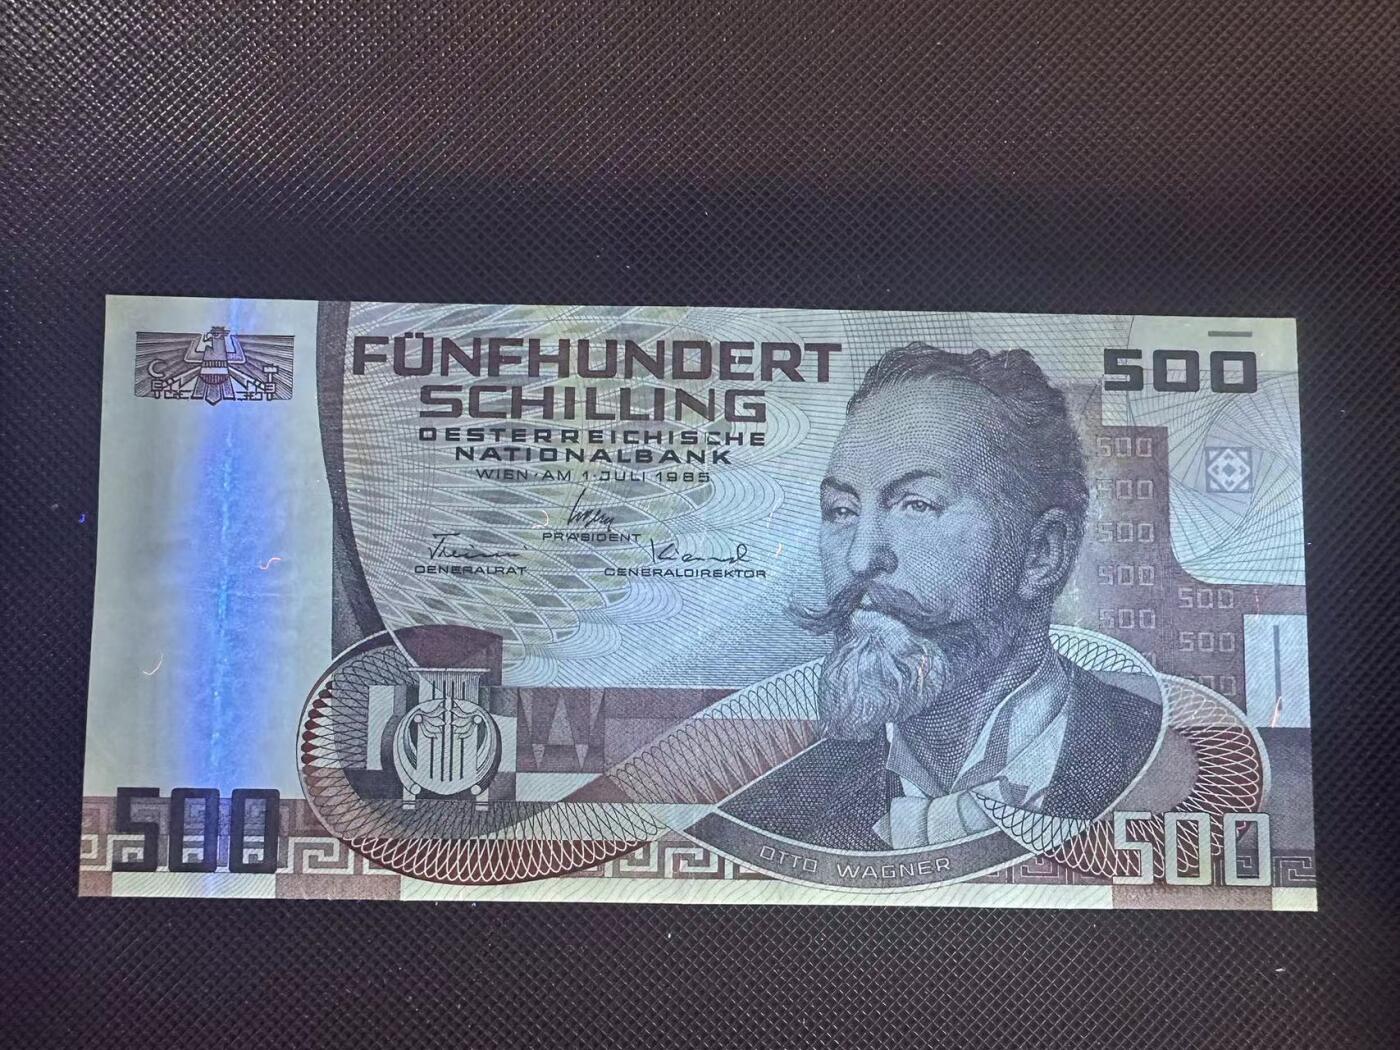 FÜNFHUNDERT
SCHILLING
OESTERREICHISCHE
NATIONALBANK
WIEN · AM 1 · JULI 1985
PRÄSIDENT
GENERALRAT
GENERALDIREKTOR
500
500
500
500
500
500
500
500
500
500
500
OTTO WAGNER